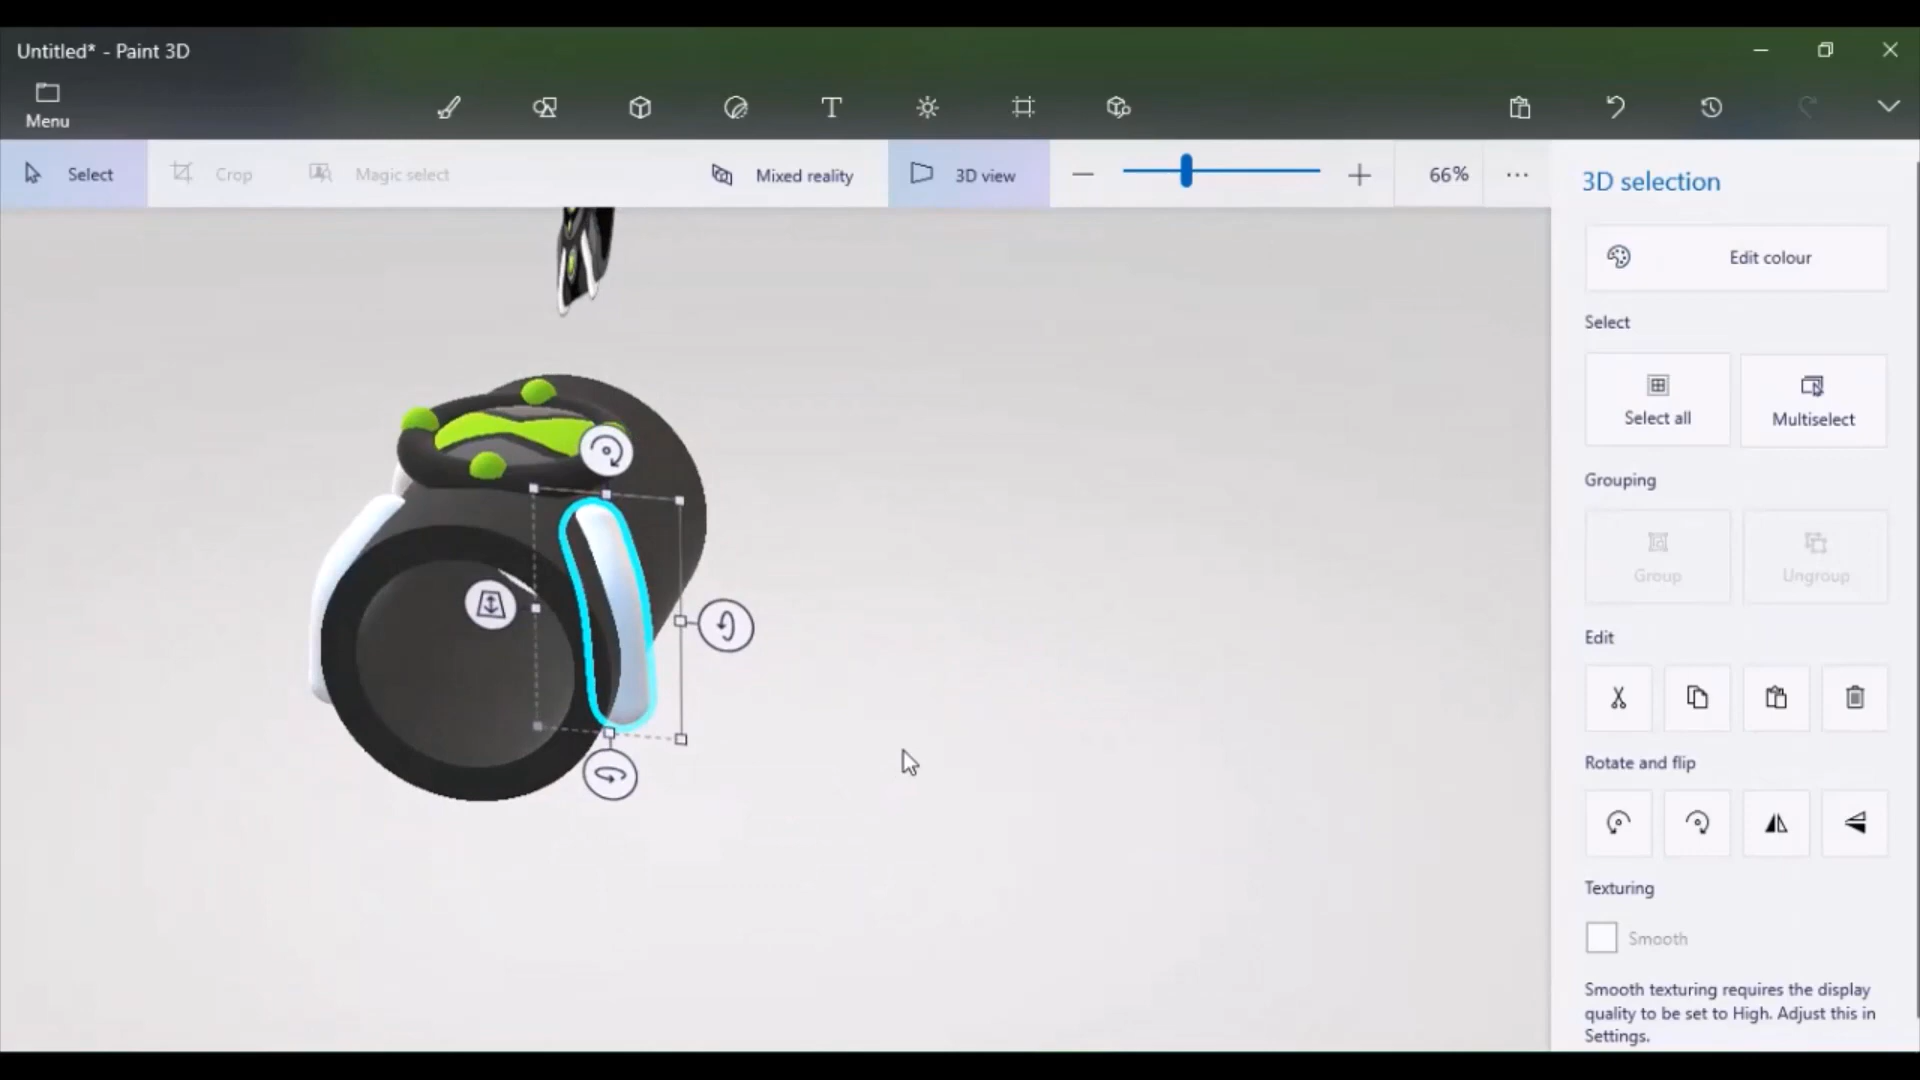 Untitled* - Paint 3D
Menu
Select
Crop
Magic select
Mixed reality
3D view
66%
3D selection
Edit colour
Select
Select all
Multiselect
Grouping
Group
Ungroup
Edit
Rotate and flip
Texturing
Smooth
Smooth texturing requires the display
quality to be set to High. Adjust this in
Settings.